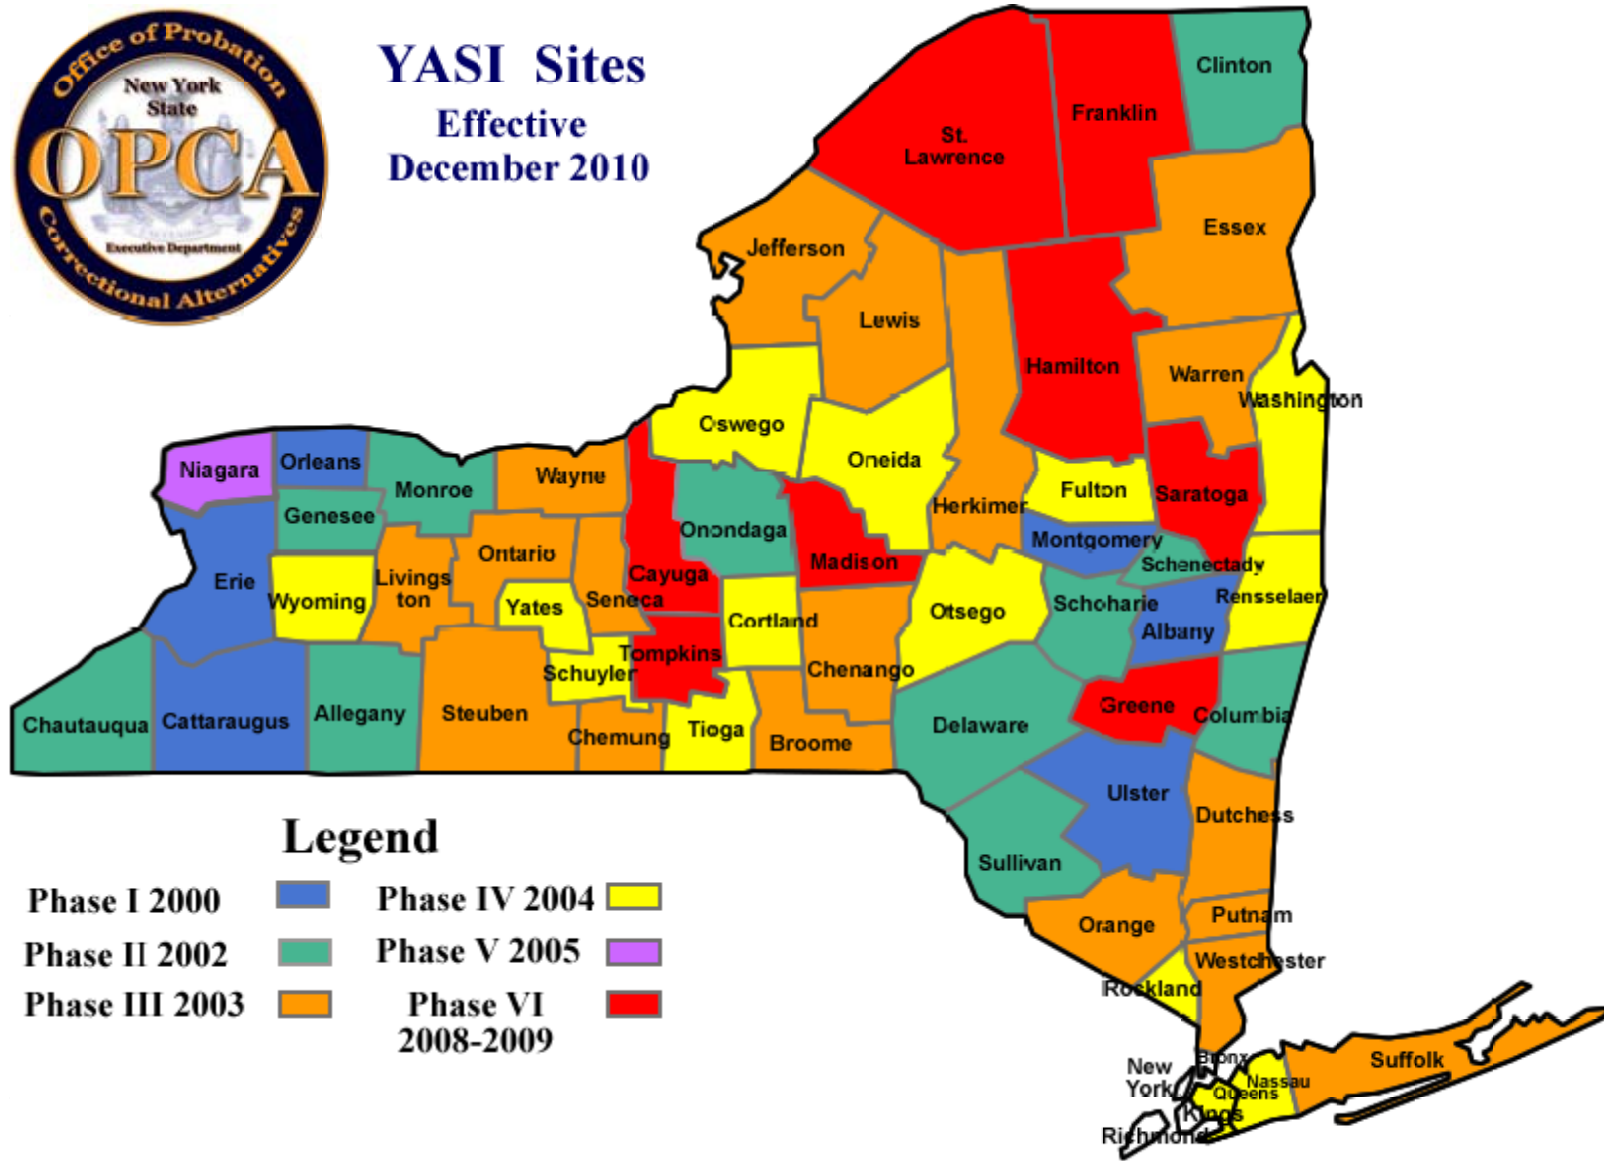 Office of Probation
New York
State
OPCA
Executive Department
Correctional Alternatives
YASI Sites
Effective
December 2010
Clinton
Franklin
St.
Lawrence
Essex
Jefferson
Lewis
Hamilton
Warren
Washington
Oswego
Oneida
Herkimer
Fulton
Saratoga
Niagara
Orleans
Monroe
Wayne
Genesee
Onondaga
Madison
Montgomery
Schenectady
Ontario
Cayuga
Erie
Wyoming
Livings
ton
Yates
Seneca
Cortland
Otsego
Schoharie
Albany
Rensselaer
Schuyler
Tompkins
Chenango
Chautauqua
Cattaraugus
Allegany
Steuben
Chemung
Tioga
Broome
Delaware
Greene
Columbia
Ulster
Dutchess
Sullivan
Orange
Putnam
Westchester
Rockland
Bronx
New
York
Queens
Nassau
Suffolk
Kings
Richmond
Legend
Phase I 2000
Phase IV 2004
Phase II 2002
Phase V 2005
Phase III 2003
Phase VI
2008-2009